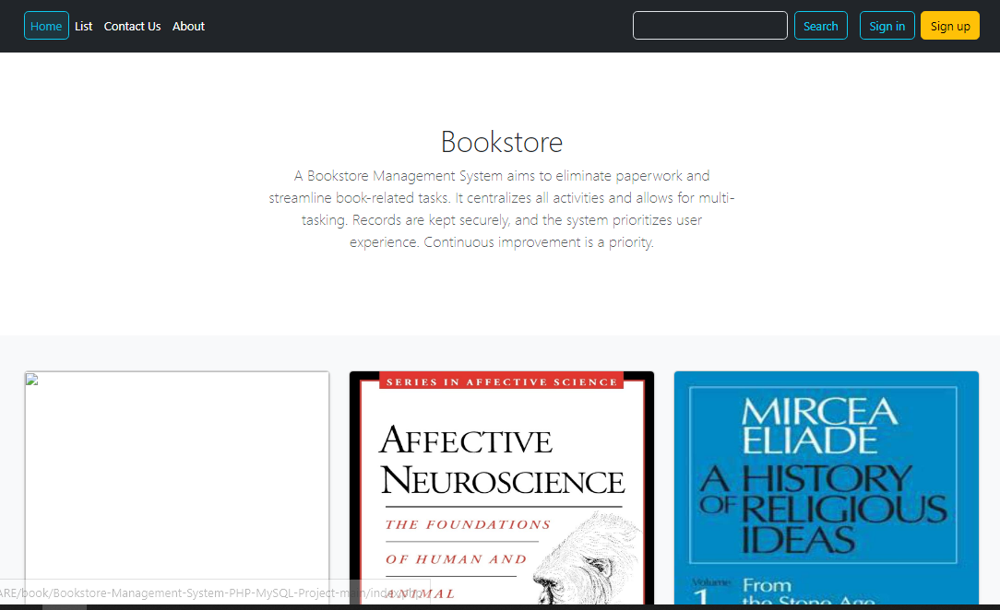 Home List Contact Us About Search Sign in Sign up
Bookstore
A Bookstore Management System aims to eliminate paperwork and
streamline book-related tasks. It centralizes all activities and allows for multi-
tasking. Records are kept securely, and the system prioritizes user
experience. Continuous improvement is a priority.
SERIES IN AFFECTIVE SCIENCE
AFFECTIVE
NEUROSCIENCE
THE FOUNDATIONS
OF HUMAN AND
ANIMAL
MIRCEA
ELIADE
A HISTORY
OF RELIGIOUS
IDEAS
Volume
1
From
the Stone Age
ARE/book/Bookstore-Management-System-PHP-MySQL-Project-main/index.php